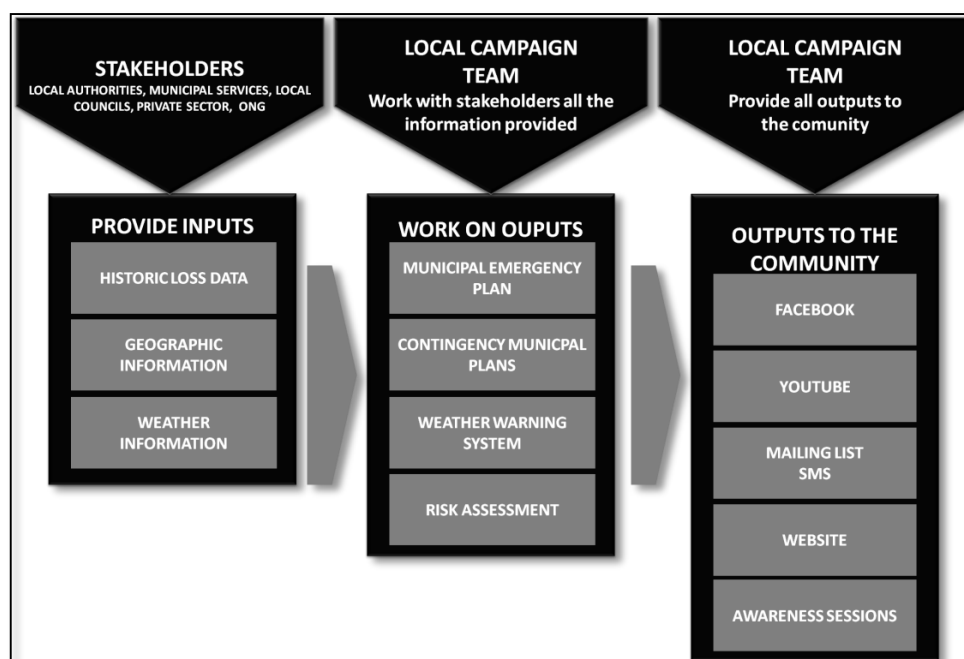 STAKEHOLDERS
LOCAL AUTHORITIES, MUNICIPAL SERVICES, LOCAL
COUNCILS, PRIVATE SECTOR, ONG
PROVIDE INPUTS
HISTORIC LOSS DATA
GEOGRAPHIC
INFORMATION
WEATHER
INFORMATION
LOCAL CAMPAIGN
TEAM
Work with stakeholders all the
information provided
WORK ON OUPUTS
MUNICIPAL EMERGENCY
PLAN
CONTINGENCY MUNICPAL
PLANS
WEATHER WARNING
SYSTEM
RISK ASSESSMENT
LOCAL CAMPAIGN
TEAM
Provide all outputs to
the comunity
OUTPUTS TO THE
COMMUNITY
FACEBOOK
YOUTUBE
MAILING LIST
SMS
WEBSITE
AWARENESS SESSIONS